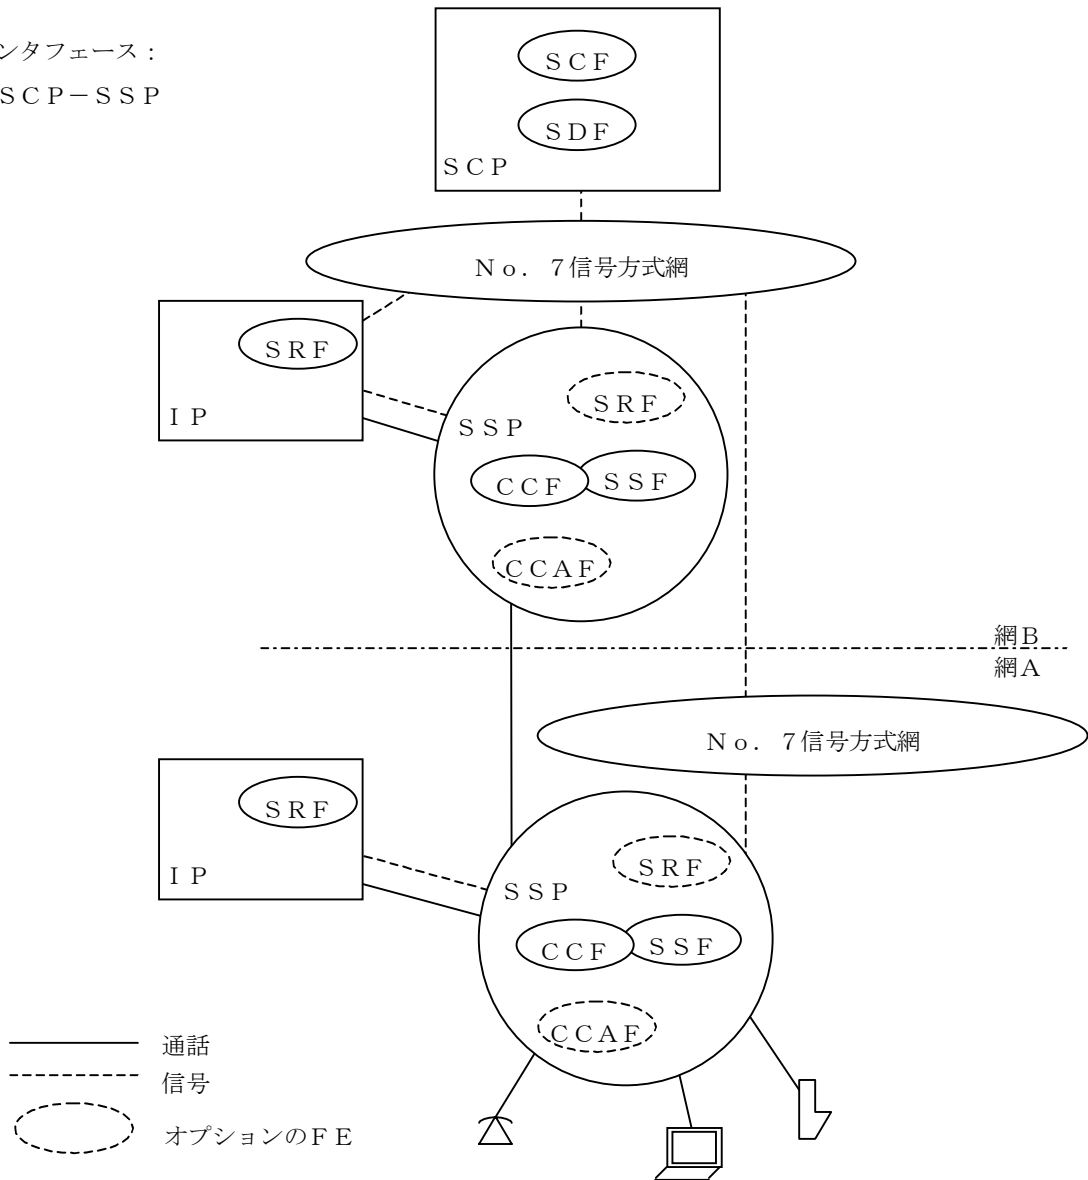 ンタフェース：
ＳＣＰ－ＳＳＰ
ＳＣＦ
ＳＤＦ
ＳＣＰ
Ｎｏ．７信号方式網
ＳＲＦ
ＩＰ
ＳＲＦ
ＳＳＰ
ＣＣＦ
ＳＳＦ
ＣＣＡＦ
網Ｂ
網Ａ
Ｎｏ．７信号方式網
ＳＲＦ
ＩＰ
ＳＲＦ
ＳＳＰ
ＣＣＦ
ＳＳＦ
ＣＣＡＦ
通話
信号
オプションのＦＥ